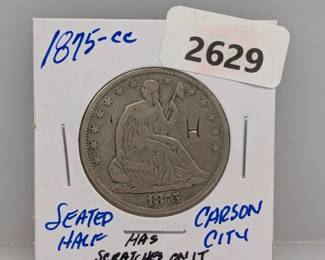 1875-CC
2629
H
1875
SEATED CARSON
HALF HAS CITY
SCRATCHES ON IT